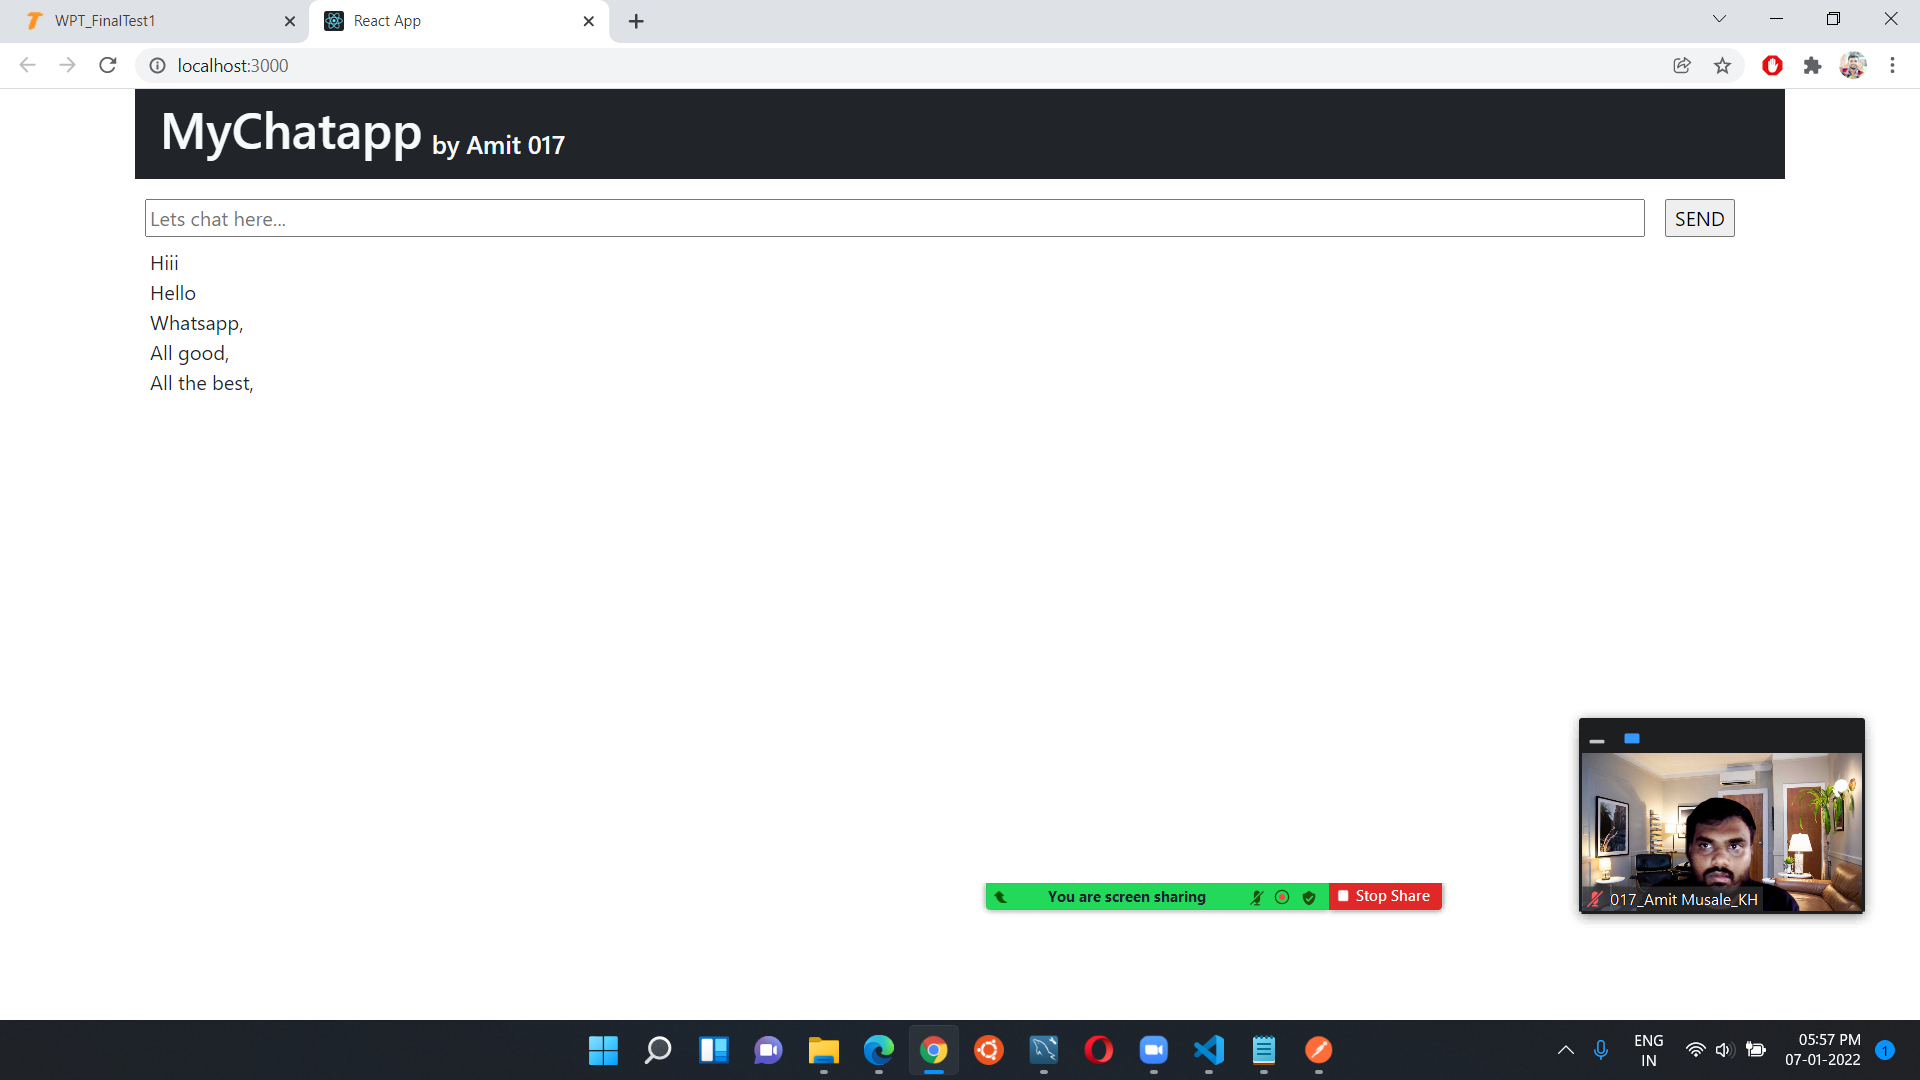 WPT_FinalTest1
React App
localhost:3000
MyChatapp by Amit 017
Lets chat here...
SEND
Hiii
Hello
Whatsapp,
All good,
All the best,
017_Amit Musale_KH
You are screen sharing
Stop Share
ENG
IN
05:57 PM
07-01-2022
1